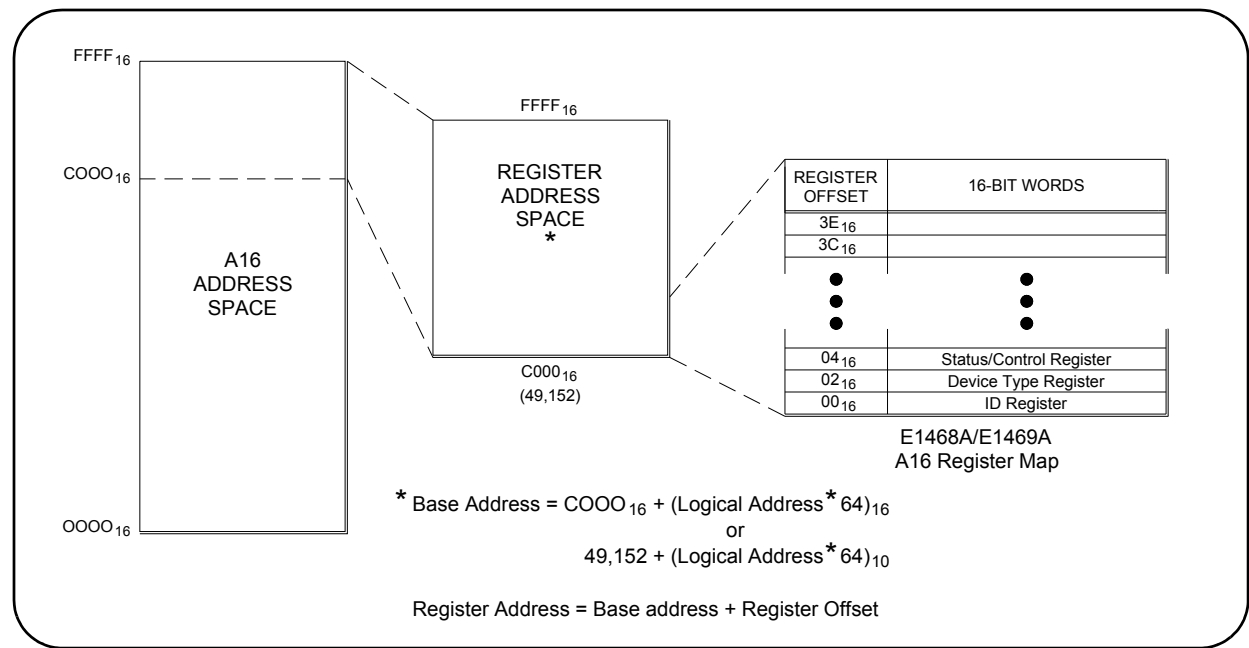 FFFF16
C00016
A16
ADDRESS
SPACE
OOOO16
FFFF16
REGISTER
ADDRESS
SPACE
*
C00016
(49,152)
REGISTER OFFSET 16-BIT WORDS
3E16
3C16
0416 Status/Control Register
0216 Device Type Register
0016 ID Register
E1468A/E1469A
A16 Register Map
* Base Address = COOO16 + (Logical Address * 64)16
or
49,152 + (Logical Address * 64)10
Register Address = Base address + Register Offset